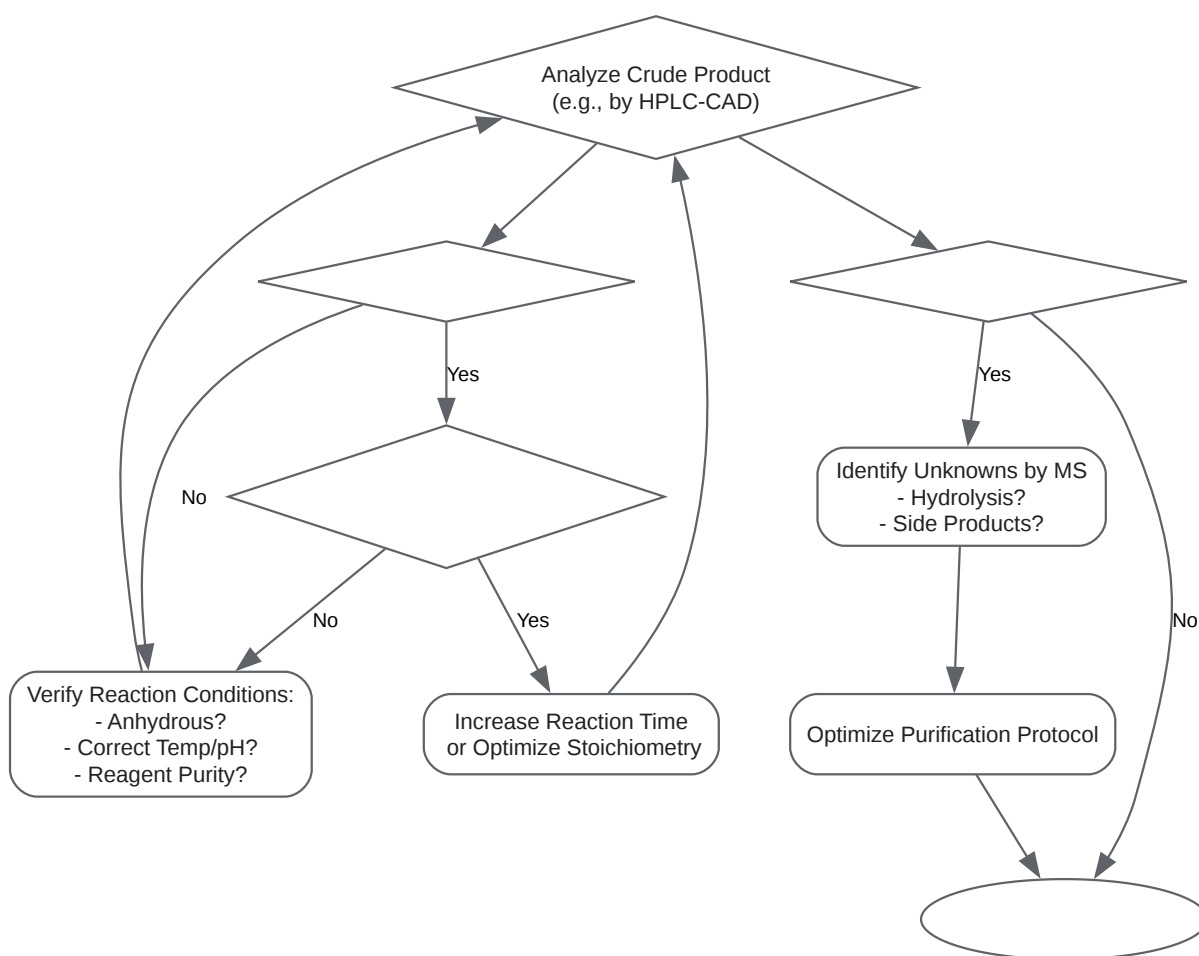 Analyze Crude Product
(e.g., by HPLC-CAD)
Yes
Yes
Identify Unknowns by MS
- Hydrolysis?
- Side Products?
No
No
Yes
No
Verify Reaction Conditions:
- Anhydrous?
- Correct Temp/pH?
- Reagent Purity?
Increase Reaction Time
or Optimize Stoichiometry
Optimize Purification Protocol